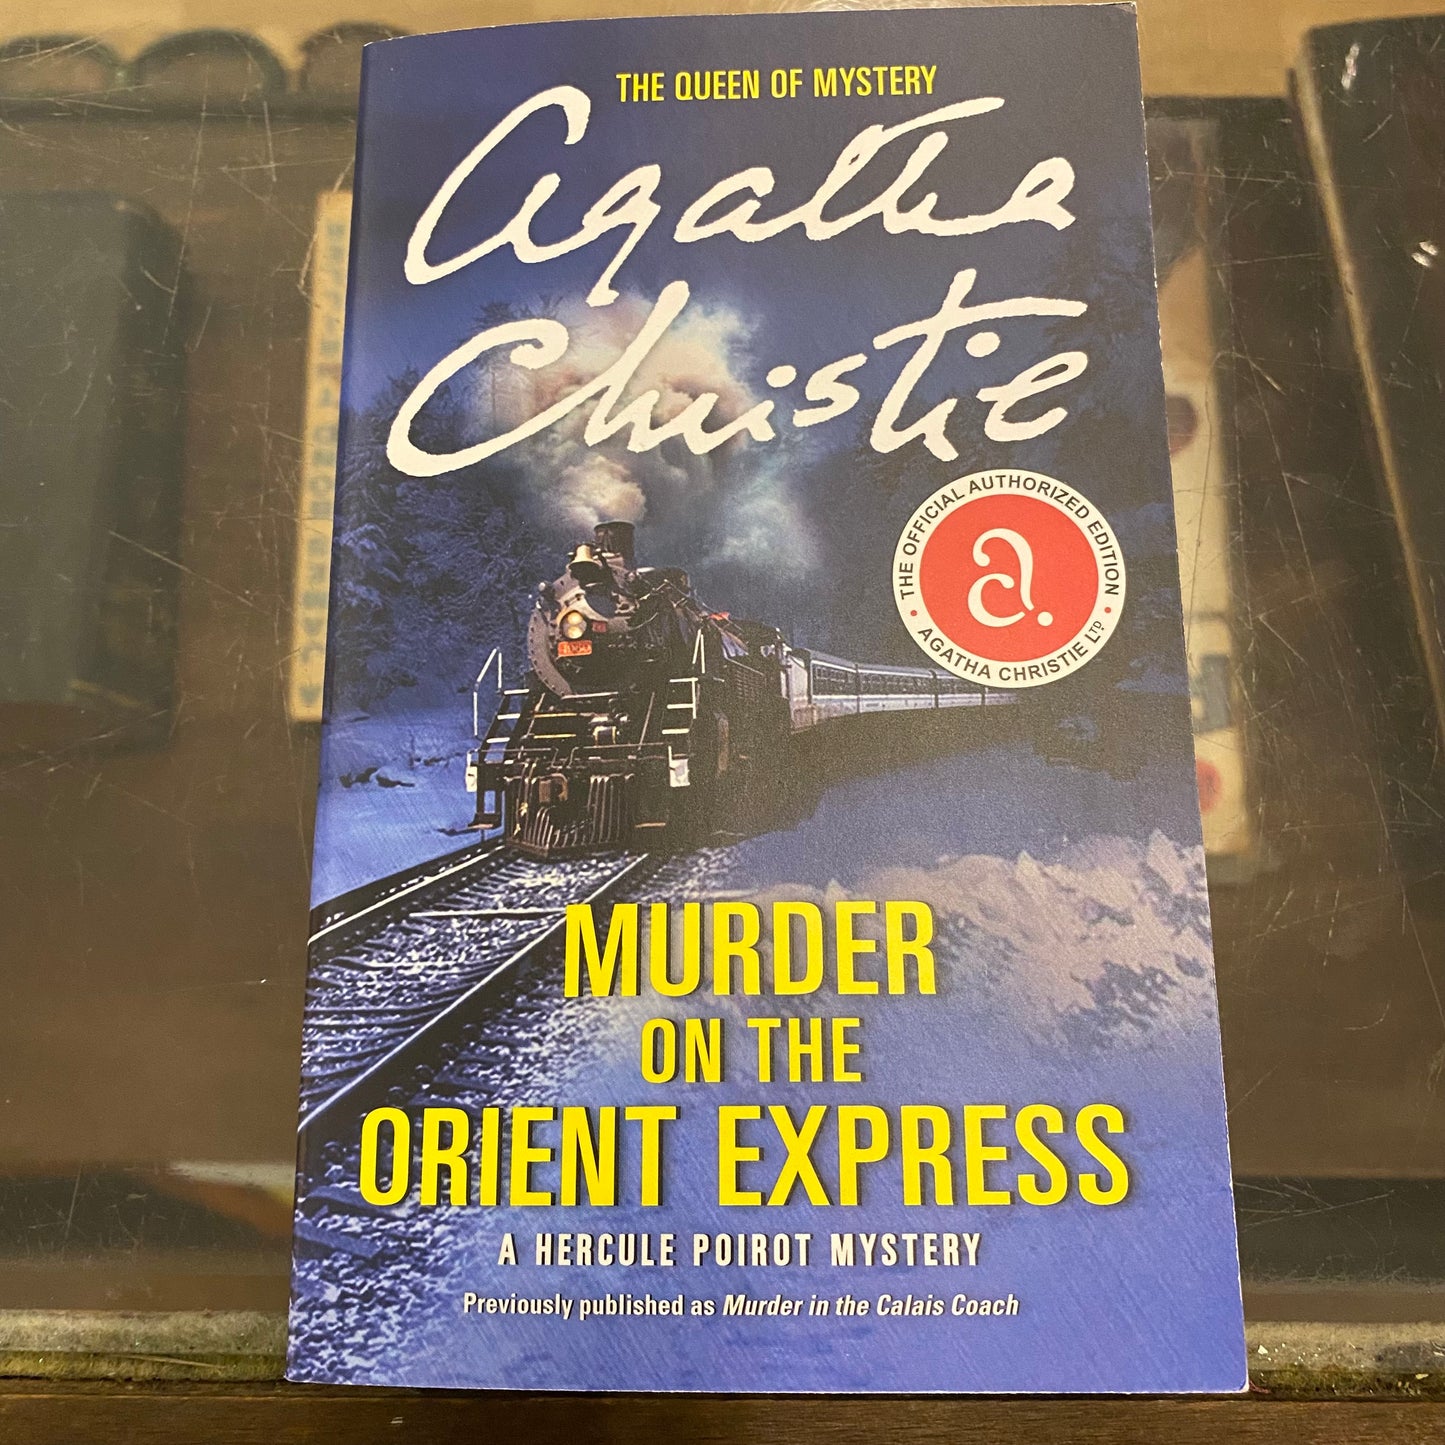 THE QUEEN OF MYSTERY
Agatha
Christie
THE OFFICIAL AUTHORIZED EDITION
a.
• AGATHA CHRISTIE LTD •
MURDER
ON THE
ORIENT EXPRESS
A HERCULE POIROT MYSTERY
Previously published as Murder in the Calais Coach